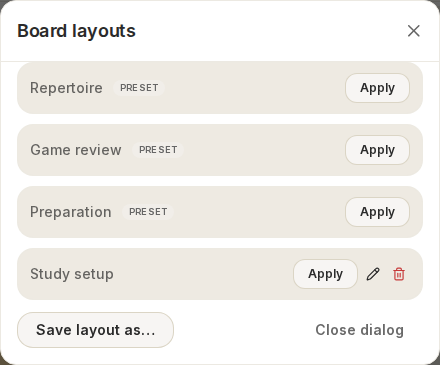 Board layouts
Repertoire PRESET Apply
Game review PRESET Apply
Preparation PRESET Apply
Study setup Apply
Save layout as... Close dialog